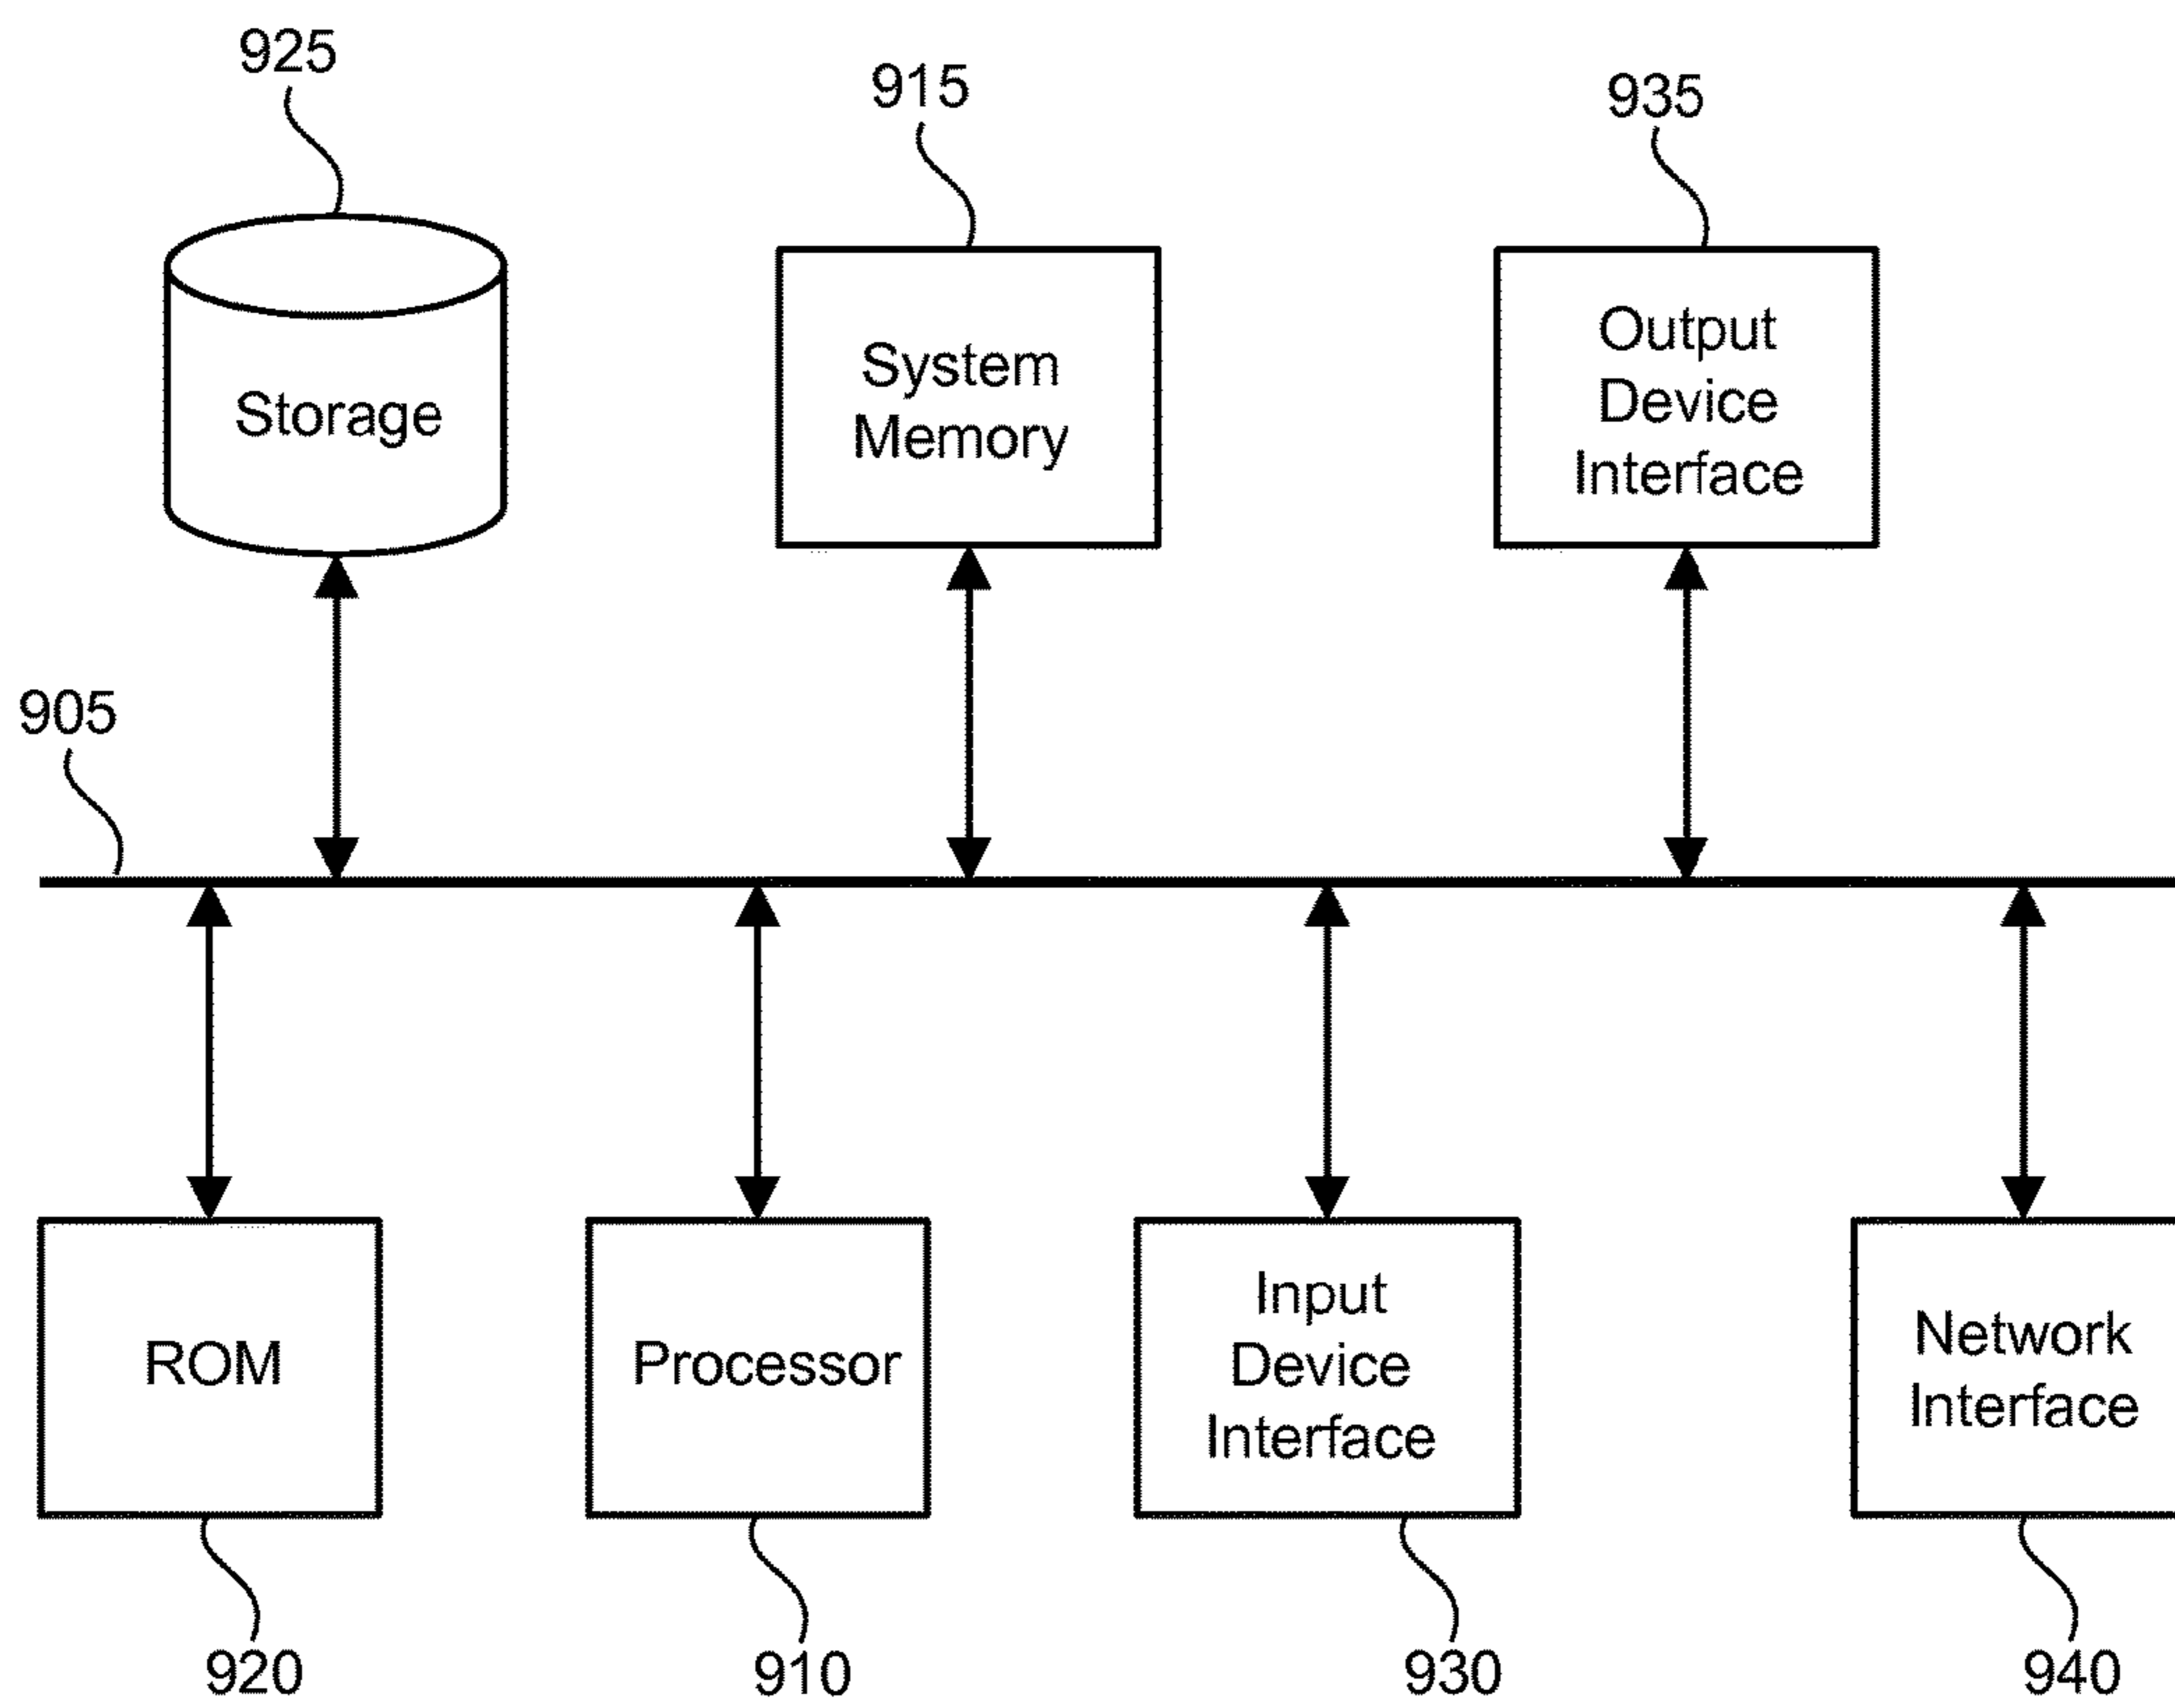 925
915
935
Storage
System
Memory
Output
Device
Interface
905
ROM
Processor
Input
Device
Interface
Network
Interface
920
910
930
940